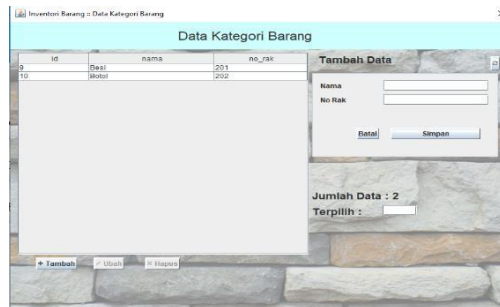 Inventori Barang :: Data Kategori Barang
Data Kategori Barang
id nama no_rak
9 Besi 201
10 Botol 202
Tambah Data
Nama
No Rak
Batal Simpan
Jumlah Data : 2
Terpilih :
+ Tambah Ubah Hapus